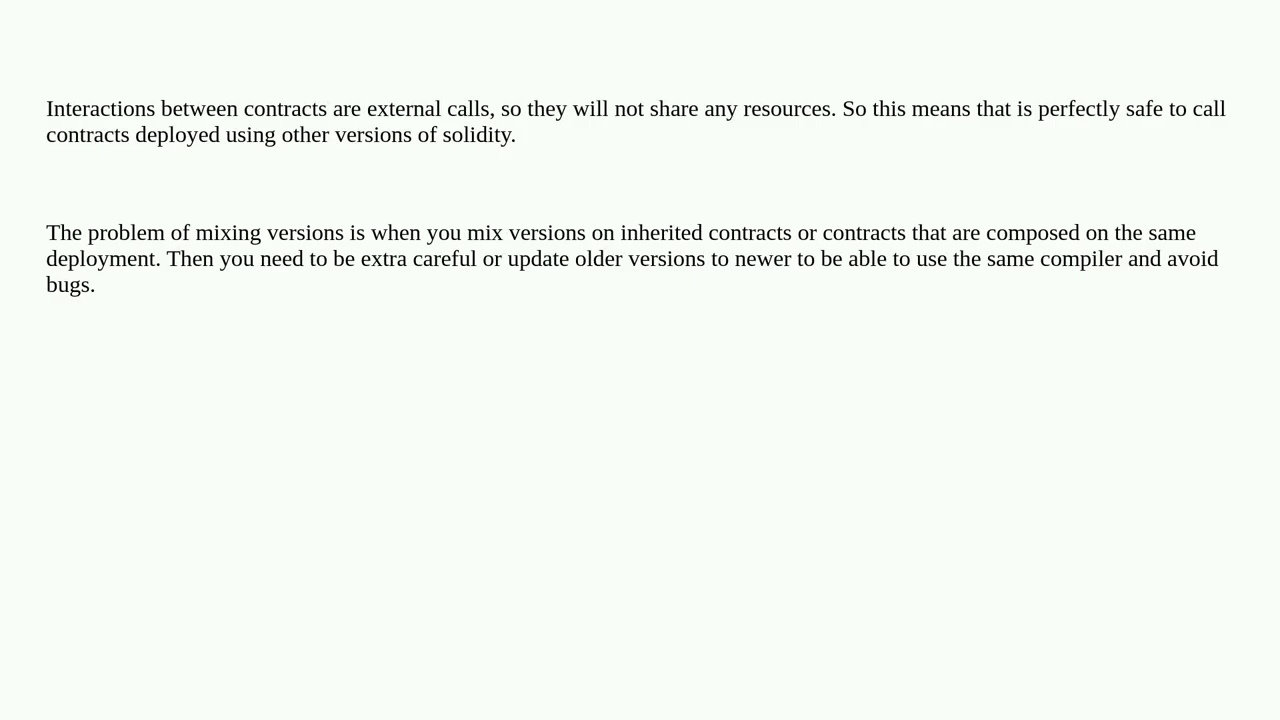 Interactions between contracts are external calls, so they will not share any resources. So this means that is perfectly safe to call
contracts deployed using other versions of solidity.
The problem of mixing versions is when you mix versions on inherited contracts or contracts that are composed on the same
deployment. Then you need to be extra careful or update older versions to newer to be able to use the same compiler and avoid
bugs.